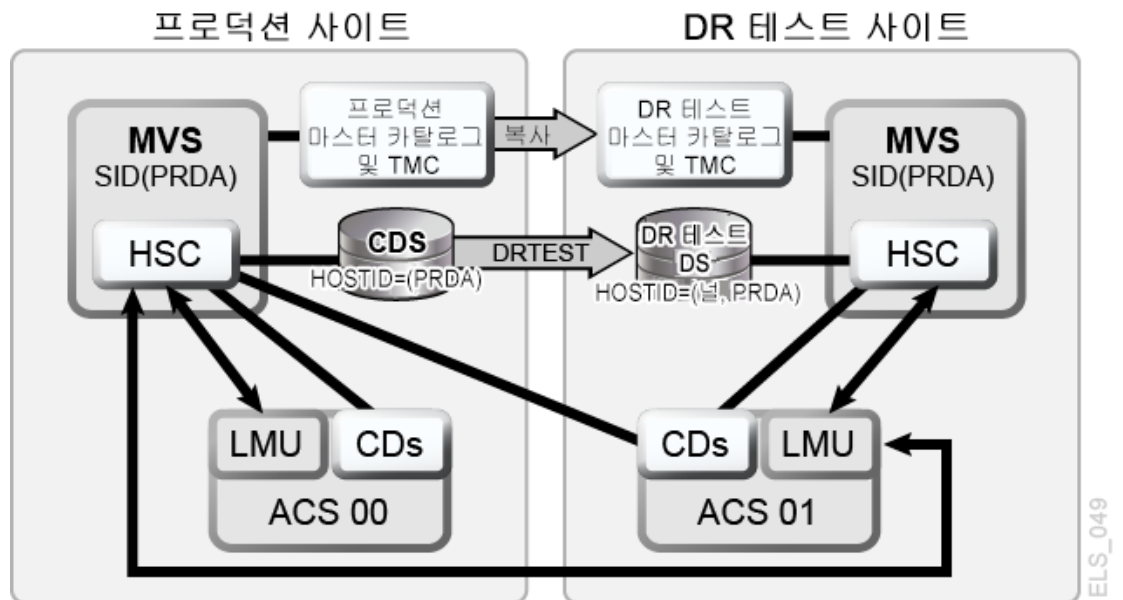 프로덕션 사이트
DR 테스트 사이트
MVS
SID(PRDA)
HSC
프로덕션
마스터 카탈로그
및 TMC
복사
DR 테스트
마스터 카탈로그
및 TMC
MVS
SID(PRDA)
HSC
CDS
HOSTID=(PRDA)
DRTEST
DR 테스트
DS
HOSTID=(널, PRDA)
LMU
CDs
ACS 00
CDs
LMU
ACS 01
ELS_049